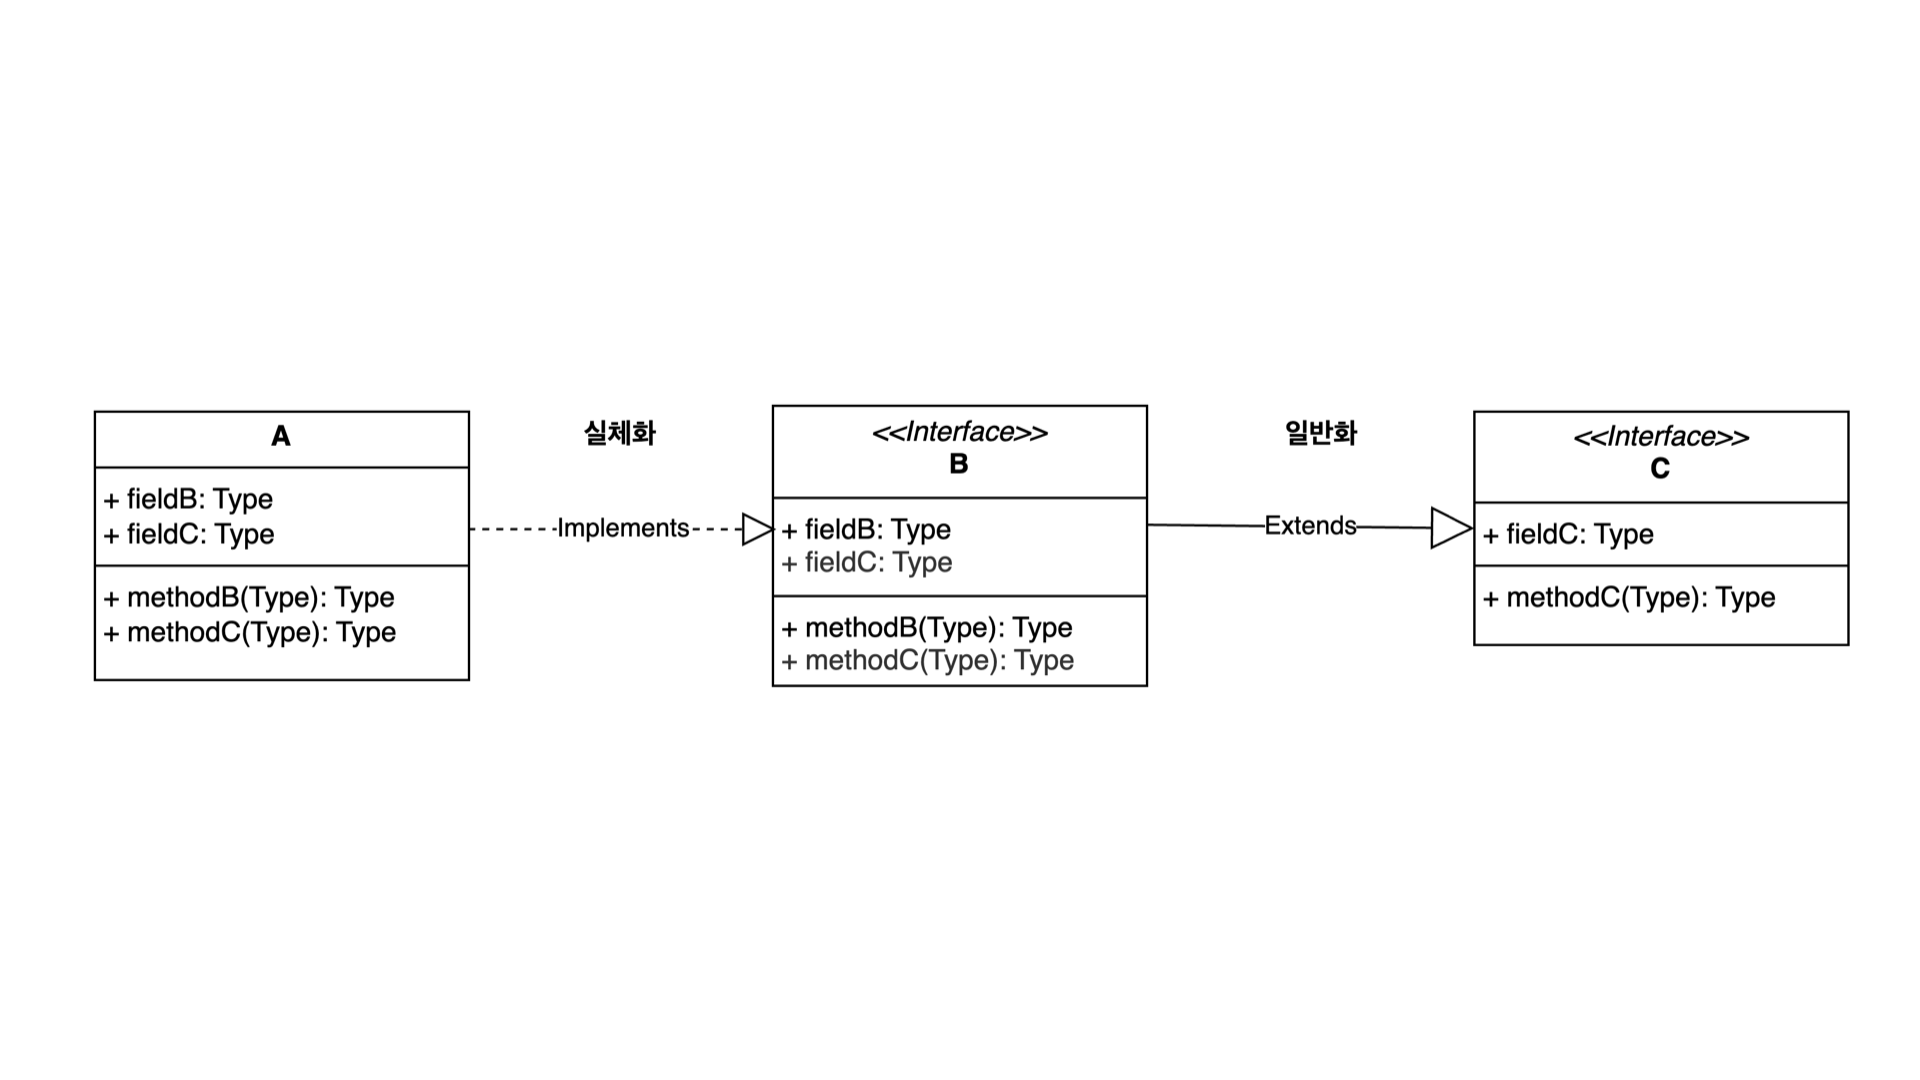 A
+ fieldB: Type
+ fieldC: Type
+ methodB(Type): Type
+ methodC(Type): Type
실체화
Implements
<<Interface>>
B
+ fieldB: Type
+ fieldC: Type
+ methodB(Type): Type
+ methodC(Type): Type
일반화
Extends
<<Interface>>
C
+ fieldC: Type
+ methodC(Type): Type